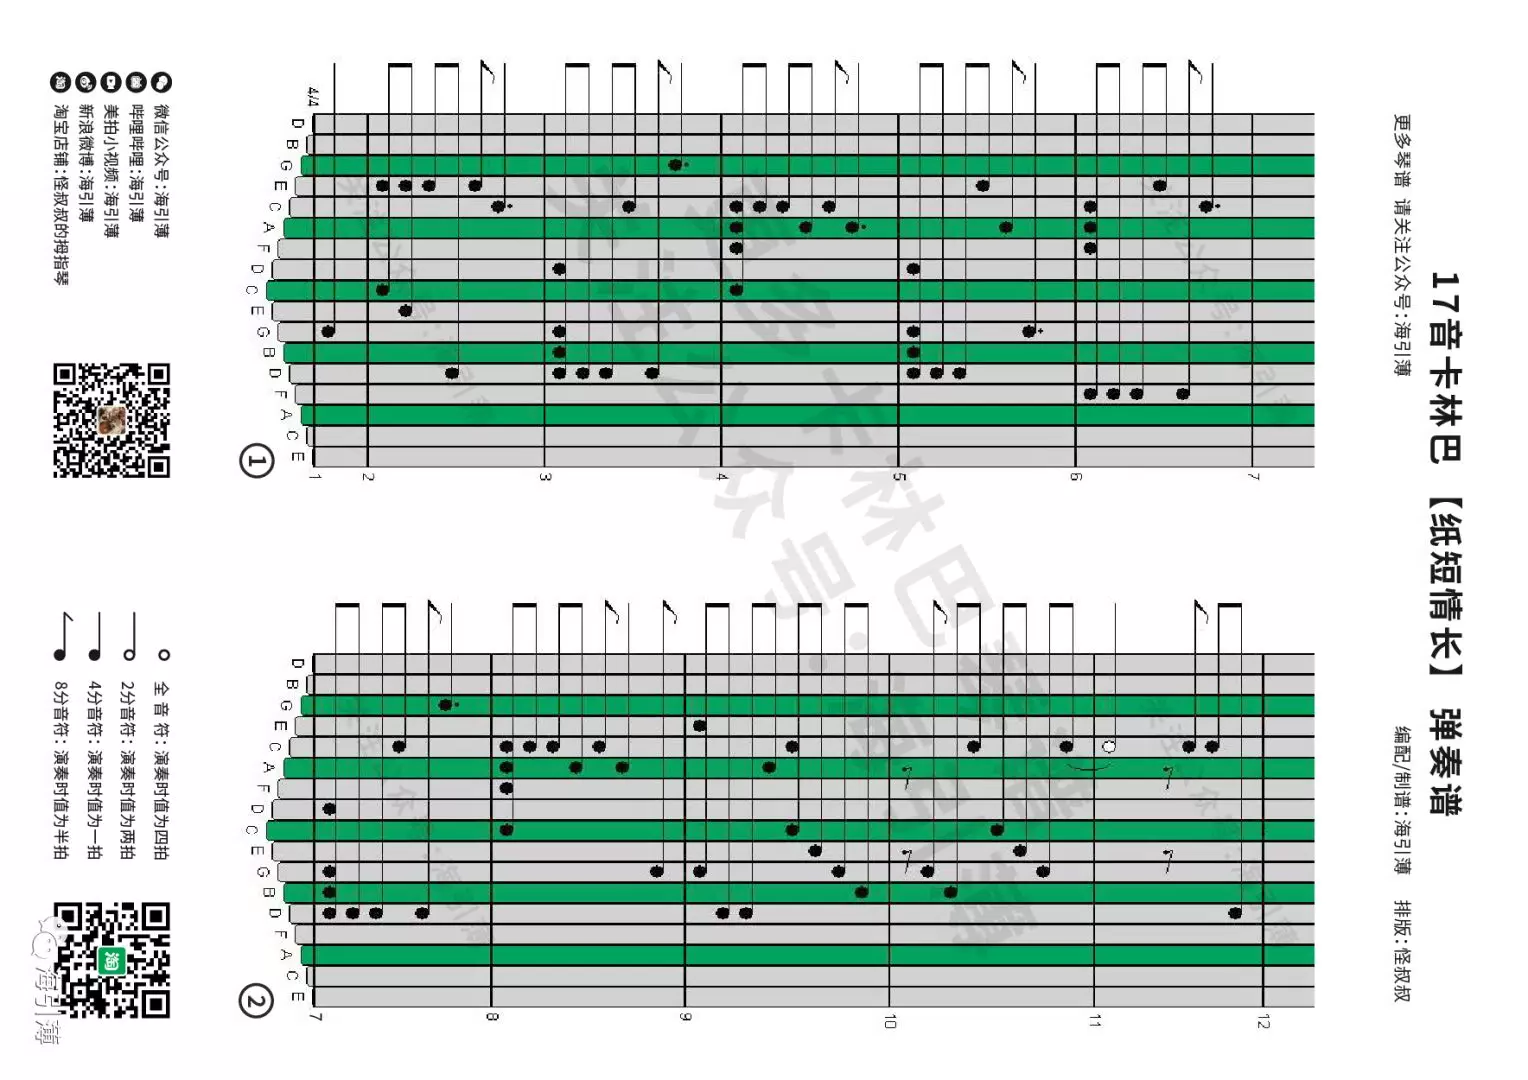 17音卡林巴 【纸短情长】 弹奏谱
更多琴谱 请关注公众号:海引薄
编配/制谱:海引薄 排版:怪叔叔
4/4
D
B
G
E
C
A
F
D
C
E
G
B
D
F
A
C
E
①
1 2 3 4 5 6 7
D
B
G
E
C
A
F
D
C
E
G
B
D
F
A
C
E
②
7 8 9 10 11 12
更多卡林巴琴谱
关注公众号:海引薄
微信公众号:海引薄
哔哩哔哩:海引薄
美拍小视频:海引薄
新浪微博:海引薄
淘宝店铺:怪叔叔的拇指琴
全 音 符:演奏时值为四拍
2分音符:演奏时值为两拍
4分音符:演奏时值为一拍
8分音符:演奏时值为半拍
淘
海引薄